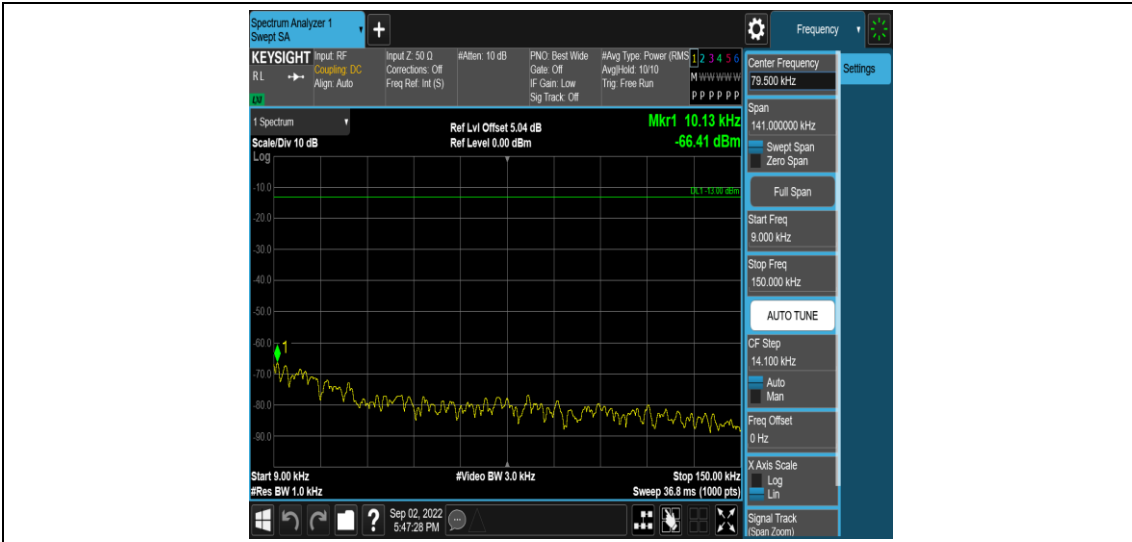 Spectrum Analyzer 1
Swept SA
+
Frequency
KEYSIGHT
RL
LXI
Input: RF
Coupling: DC
Align: Auto
Input Z: 50 Ω
Corrections: Off
Freq Ref: Int (S)
#Atten: 10 dB
PNO: Best Wide
Gate: Off
IF Gain: Low
Sig Track: Off
#Avg Type: Power (RMS
Avg|Hold: 10/10
Trig: Free Run
1 2 3 4 5 6
M W W W W W
P P P P P P
1 Spectrum
Scale/Div 10 dB
Log
Ref Lvl Offset 5.04 dB
Ref Level 0.00 dBm
Mkr1 10.13 kHz
-66.41 dBm
DL1 -13.00 dBm
-10.0
-20.0
-30.0
-40.0
-50.0
-60.0
-70.0
-80.0
-90.0
1
Start 9.00 kHz
#Res BW 1.0 kHz
#Video BW 3.0 kHz
Stop 150.00 kHz
Sweep 36.8 ms (1000 pts)
Center Frequency
79.500 kHz
Settings
Span
141.000000 kHz
Swept Span
Zero Span
Full Span
Start Freq
9.000 kHz
Stop Freq
150.000 kHz
AUTO TUNE
CF Step
14.100 kHz
Auto
Man
Freq Offset
0 Hz
X Axis Scale
Log
Lin
Signal Track
(Span Zoom)
?
Sep 02, 2022
5:47:28 PM